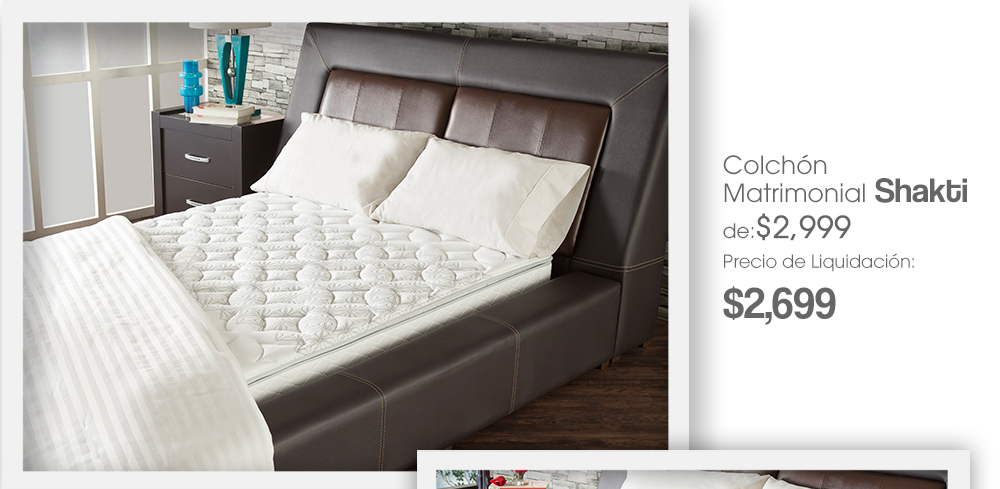 Colchón
Matrimonial Shakti
de:$2,999
Precio de Liquidación:
$2,699